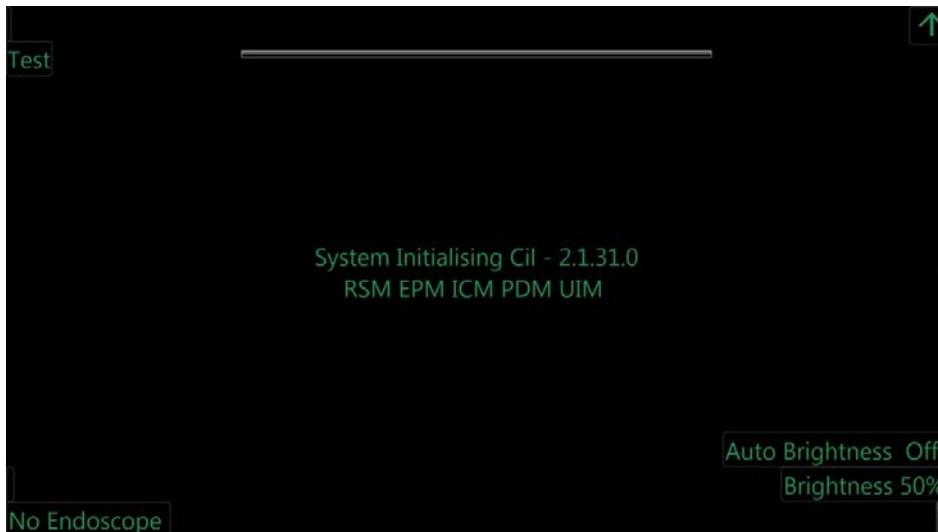 Test
System Initialising Cil - 2.1.31.0
RSM EPM ICM PDM UIM
Auto Brightness Off
Brightness 50%
No Endoscope